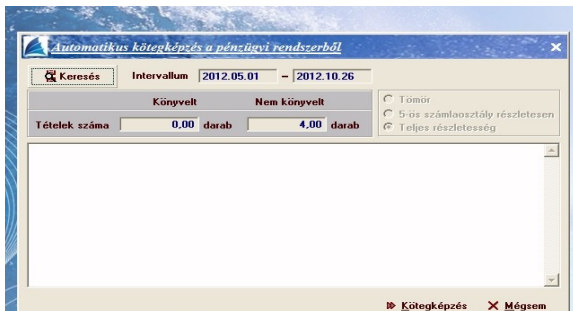 Automatikus kötegképzés a pénzügyi rendszerből
Keresés Intervallum 2012.05.01 – 2012.10.26
Könyvelt Nem könyvelt
Tételek száma 0,00 darab 4,00 darab
Tömör
5-ös számlaosztály részletesen
Teljes részletesség
Kötegképzés Mégsem